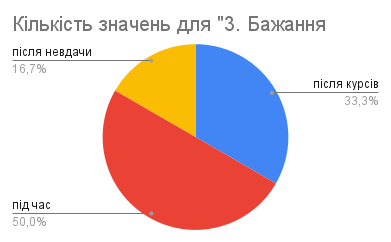 Кількість значень для "3. Бажання
після невдачи
16,7%
після курсів
33,3%
під час
50,0%